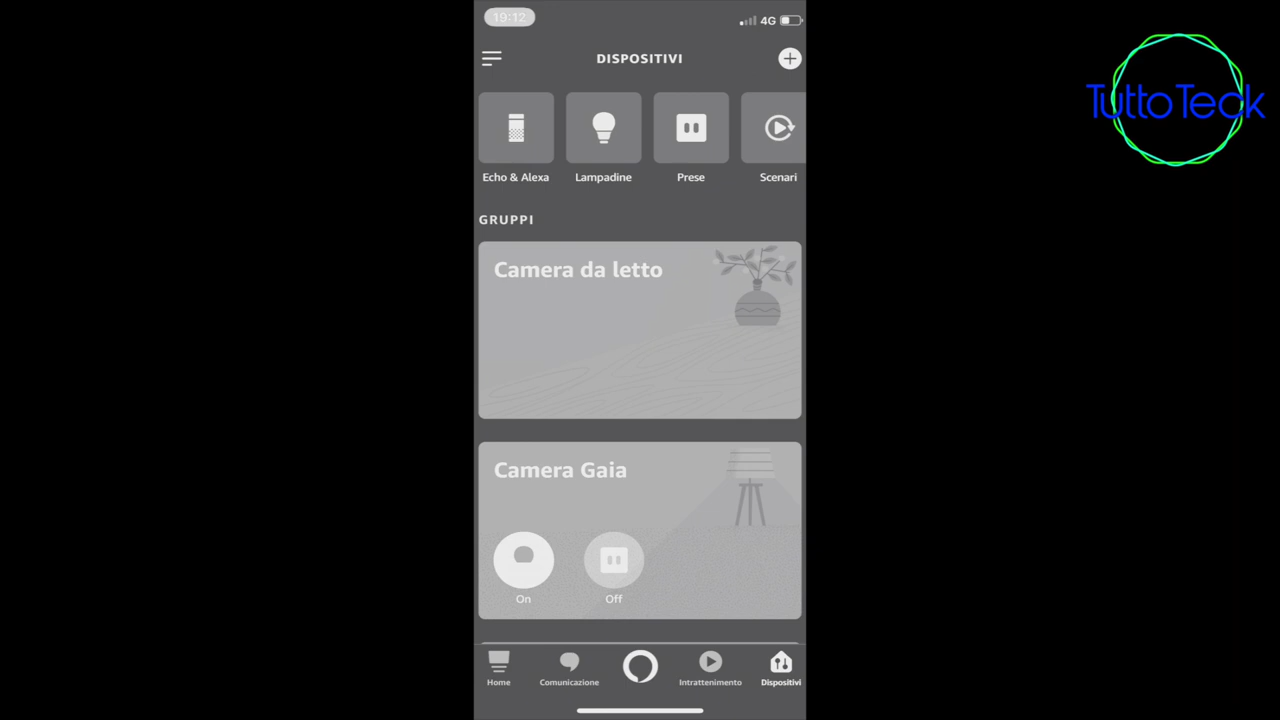 19:12
4G
DISPOSITIVI
Echo & Alexa
Lampadine
Prese
Scenari
GRUPPI
Camera da letto
Camera Gaia
On
Off
Home
Comunicazione
Intrattenimento
Dispositivi
TuttoTeck